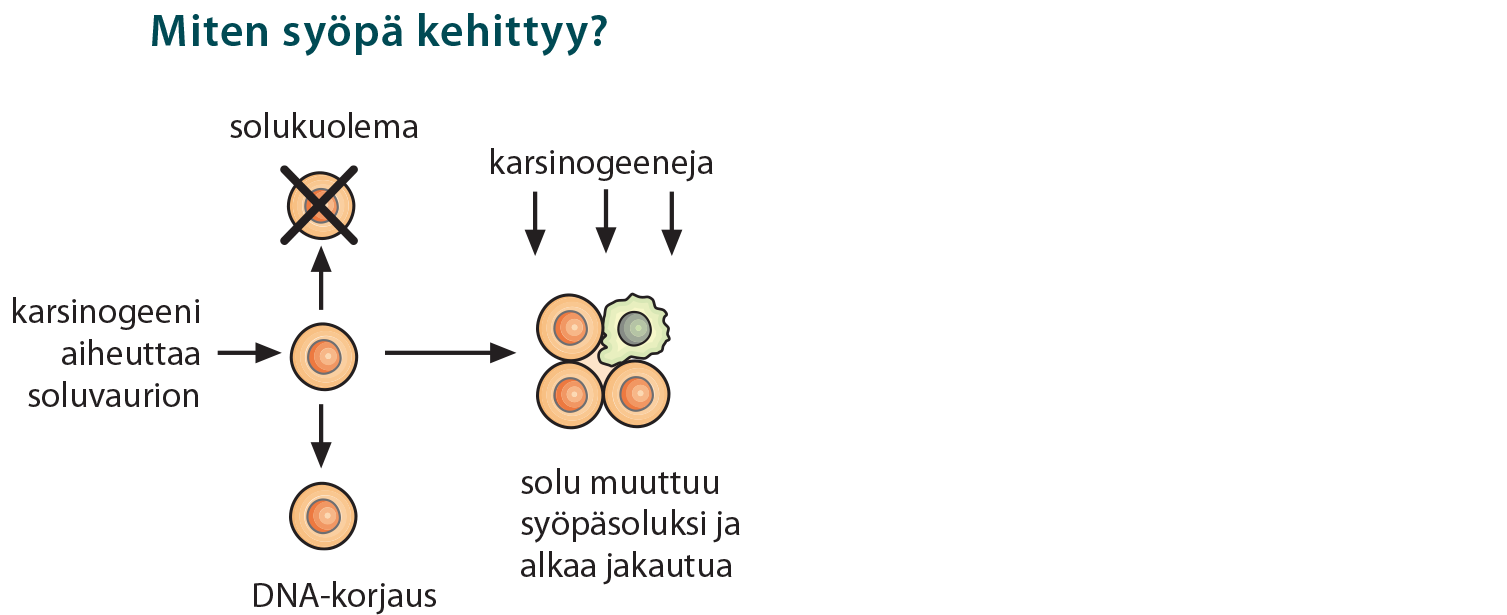 Miten syöpä kehittyy?
solukuolema
karsinogeeneja
karsinogeeni
aiheuttaa
soluvaurion
solu muuttuu
syöpäsoluksi ja
alkaa jakautua
DNA-korjaus